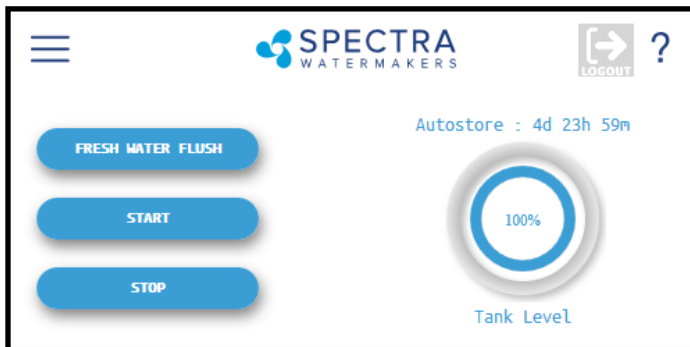 SPECTRA
WATERMAKERS
LOGOUT
?
Autostore : 4d 23h 59m
FRESH WATER FLUSH
START
100%
STOP
Tank Level